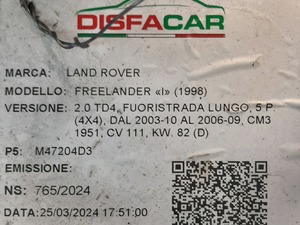 DISFACAR
MARCA: LAND ROVER
MODELLO: FREELANDER «I» (1998)
VERSIONE: 2.0 TD4, FUORISTRADA LUNGO, 5 P.
(4X4), DAL 2003-10 AL 2006-09, CM3
1951, CV 111, KW. 82 (D)
P5: M47204D3
EMISSIONE:
NS: 765/2024
DATA:25/03/2024 17:51:00